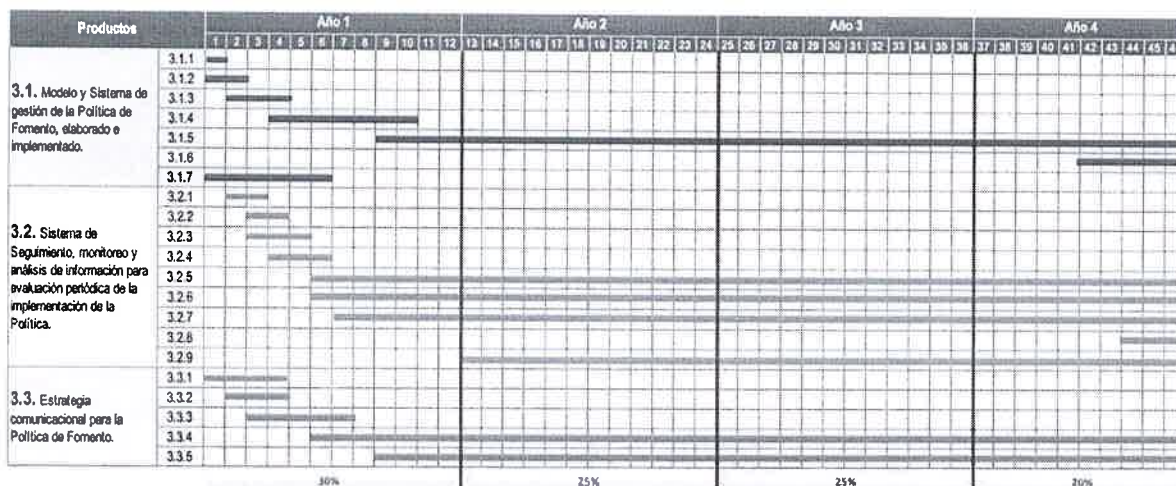 Productos
Año 1
Año 2
Año 3
Año 4
1 2 3 4 5 6 7 8 9 10 11 12 13 14 15 16 17 18 19 20 21 22 23 24 25 26 27 28 29 30 31 32 33 34 35 36 37 38 39 40 41 42 43 44 45
3.1. Modelo y Sistema de
gestión de la Política de
Fomento, elaborado e
implementado.
3.1.1
3.1.2
3.1.3
3.1.4
3.1.5
3.1.6
3.1.7
3.2. Sistema de
Seguimiento, monitoreo y
análisis de información para
evaluación periódica de la
implementación de la
Política.
3.2.1
3.2.2
3.2.3
3.2.4
3.2.5
3.2.6
3.2.7
3.2.8
3.2.9
3.3. Estrategia
comunicacional para la
Política de Fomento.
3.3.1
3.3.2
3.3.3
3.3.4
3.3.5
30%
25%
25%
20%